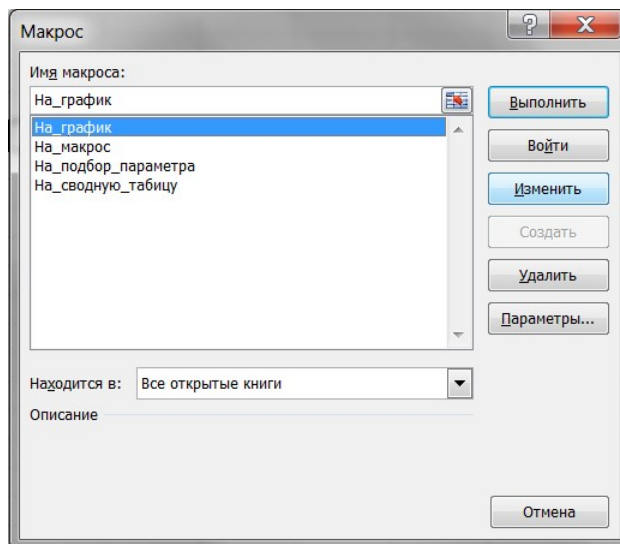 Макрос
Имя макроса:
На_график
На_график
На_макрос
На_подбор_параметра
На_сводную_табицу
Выполнить
Войти
Изменить
Создать
Удалить
Параметры...
Находится в: Все открытые книги
Описание
Отмена